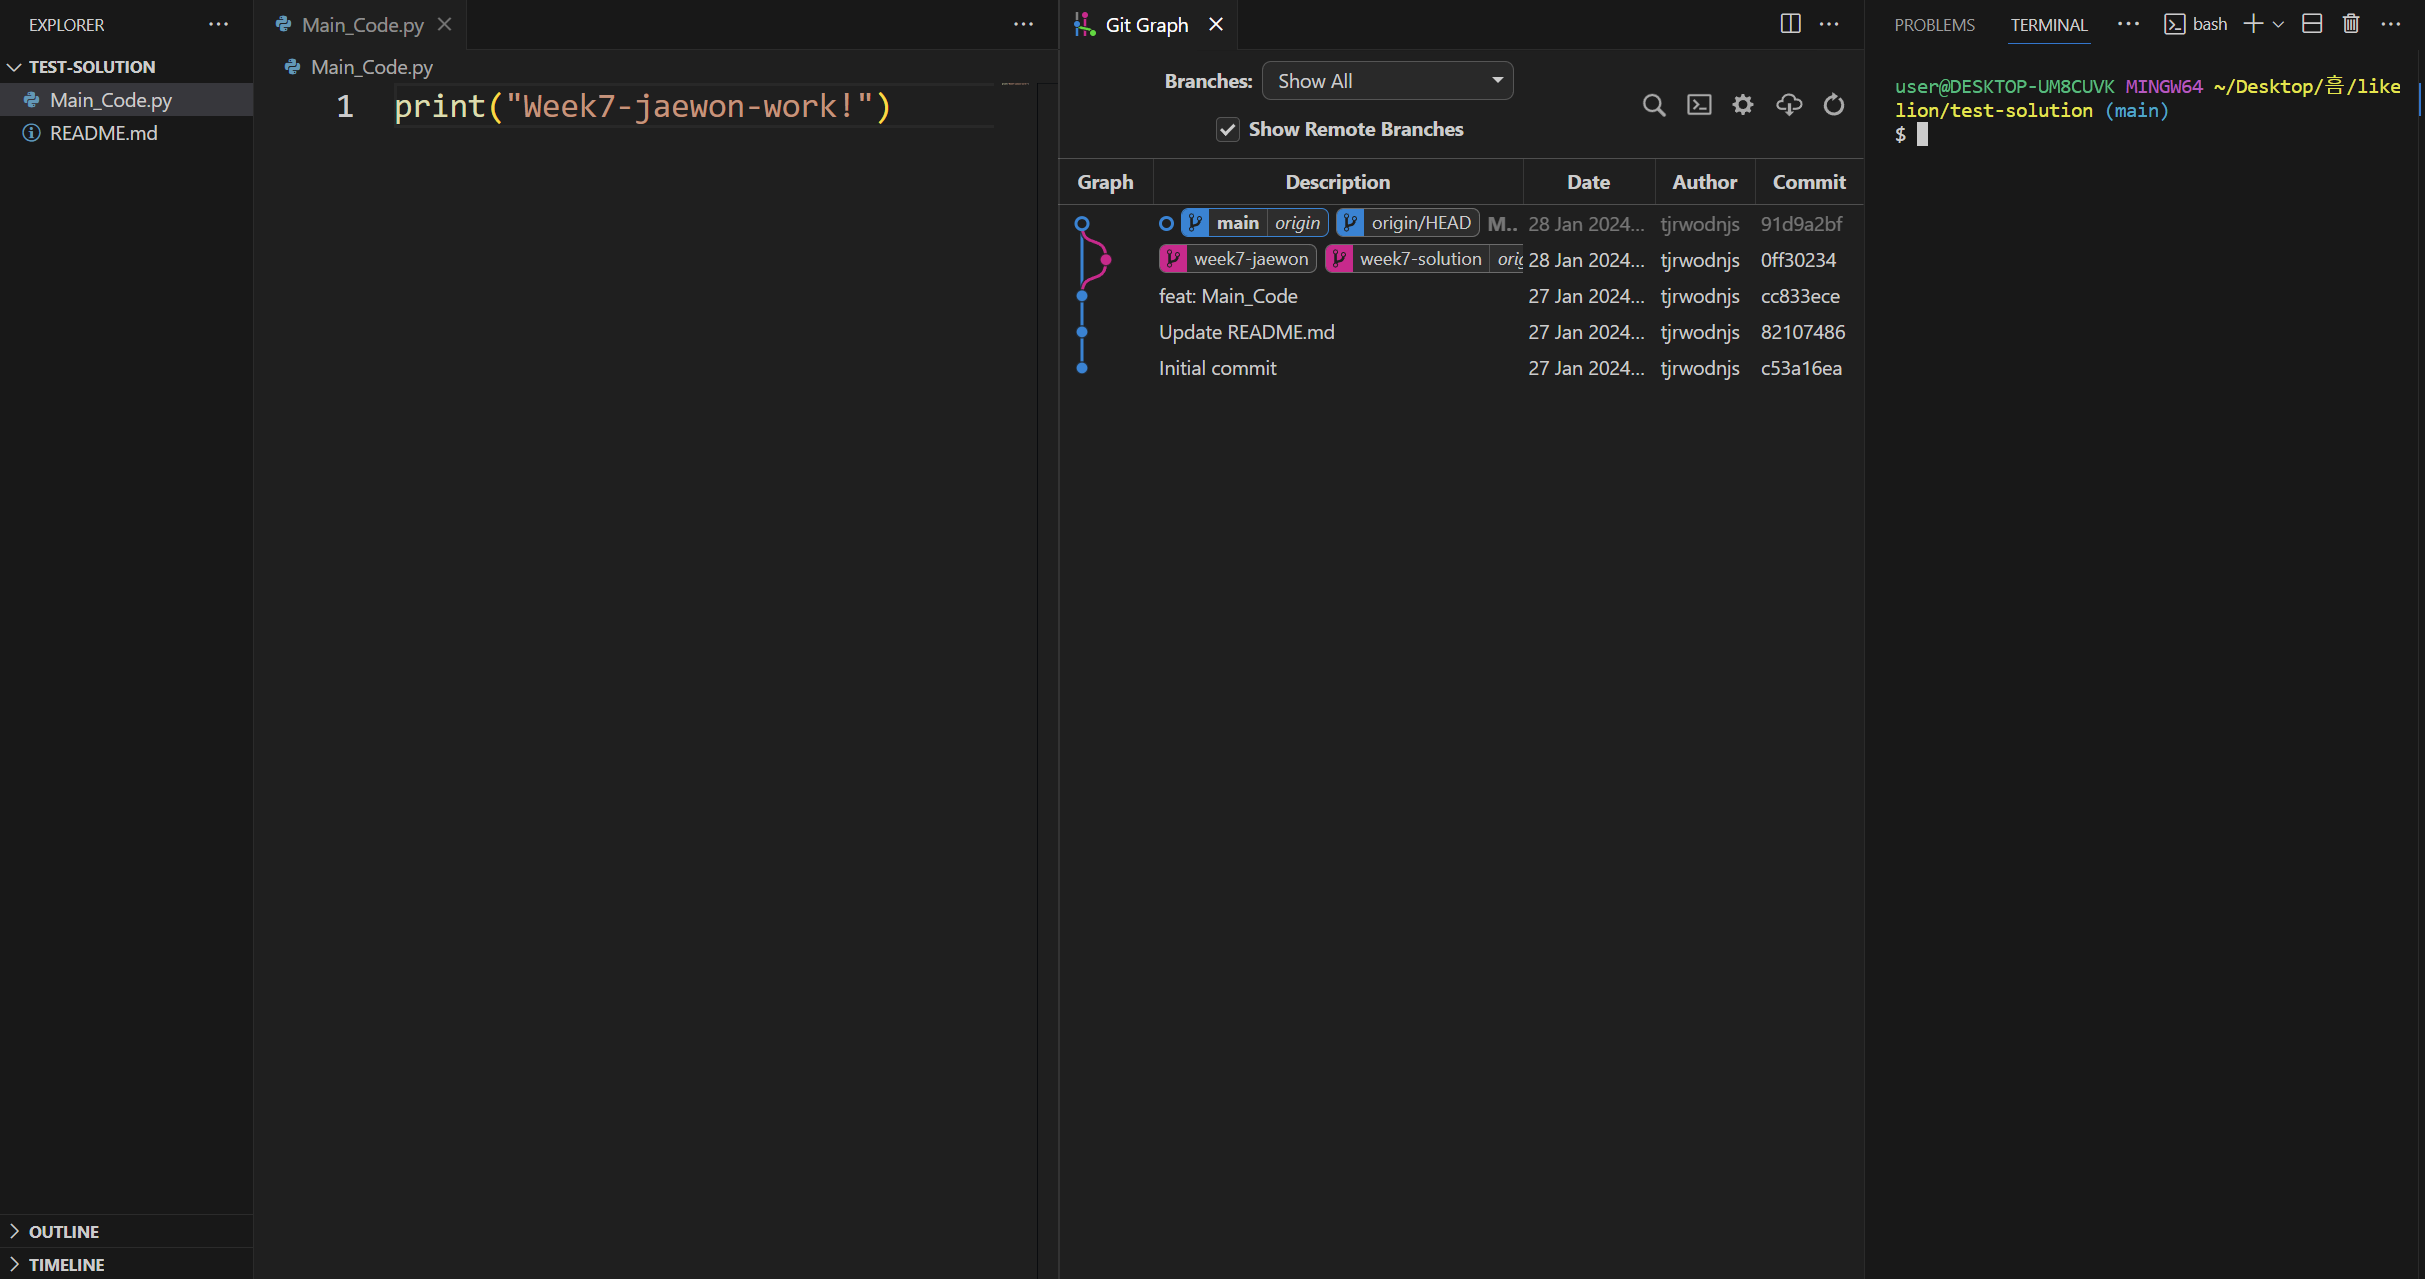 EXPLORER
TEST-SOLUTION
Main_Code.py
README.md
OUTLINE
TIMELINE
Main_Code.py
Main_Code.py
1 print("Week7-jaewon-work!")
Git Graph
Branches: Show All
Show Remote Branches
Graph Description Date Author Commit
main origin origin/HEAD M.. 28 Jan 2024... tjrwodnjs 91d9a2bf
week7-jaewon week7-solution orig 28 Jan 2024... tjrwodnjs 0ff30234
feat: Main_Code 27 Jan 2024... tjrwodnjs cc833ece
Update README.md 27 Jan 2024... tjrwodnjs 82107486
Initial commit 27 Jan 2024... tjrwodnjs c53a16ea
PROBLEMS TERMINAL bash
user@DESKTOP-UM8CUVK MINGW64 ~/Desktop/흠/like
lion/test-solution (main)
$